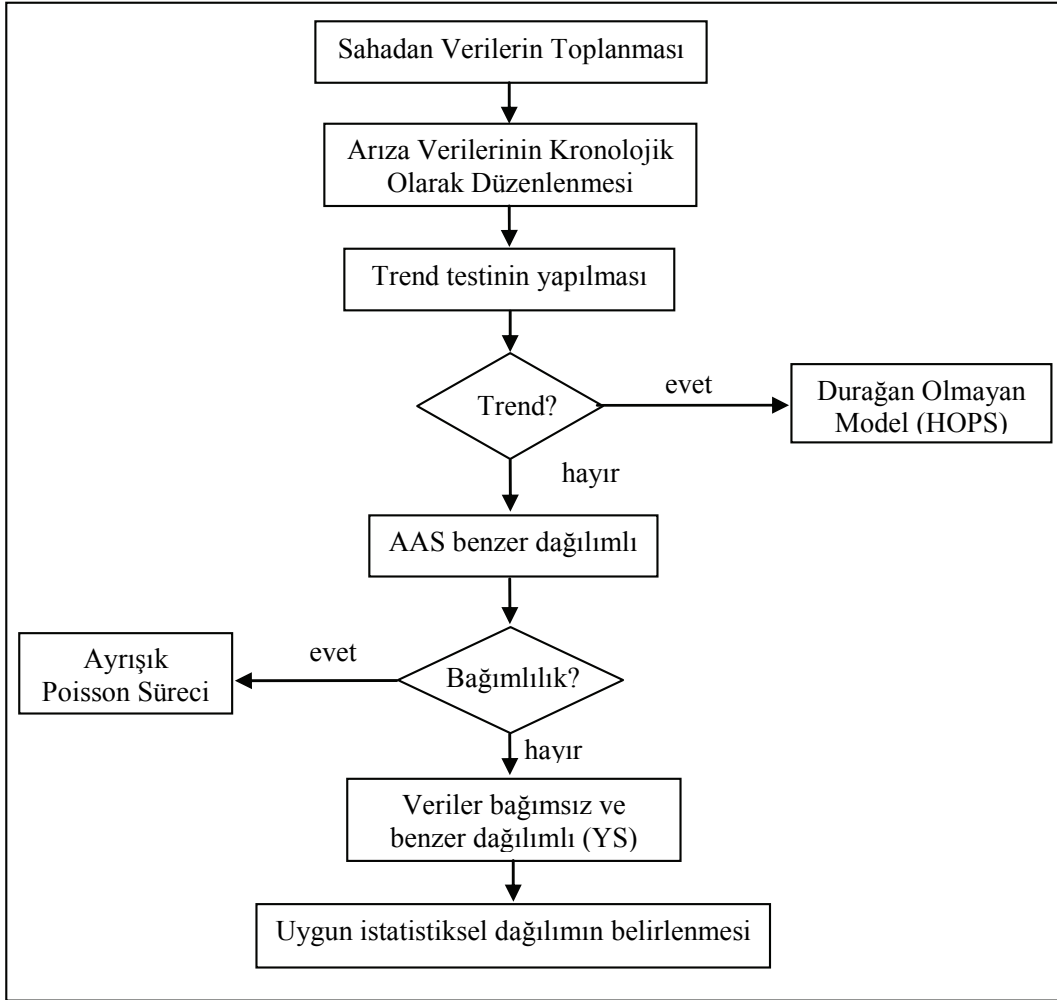 Sahadan Verilerin Toplanması
Arıza Verilerinin Kronolojik
Olarak Düzenlenmesi
Trend testinin yapılması
Trend?
evet
Durağan Olmayan
Model (HOPS)
hayır
AAS benzer dağılımlı
Bağımlılık?
evet
Ayrışık
Poisson Süreci
hayır
Veriler bağımsız ve
benzer dağılımlı (YS)
Uygun istatistiksel dağılımın belirlenmesi